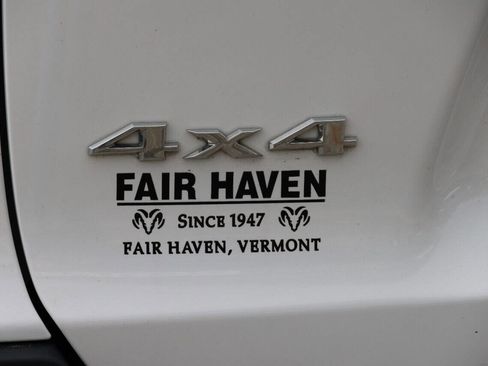 4x4
FAIR HAVEN
SINCE 1947
FAIR HAVEN, VERMONT